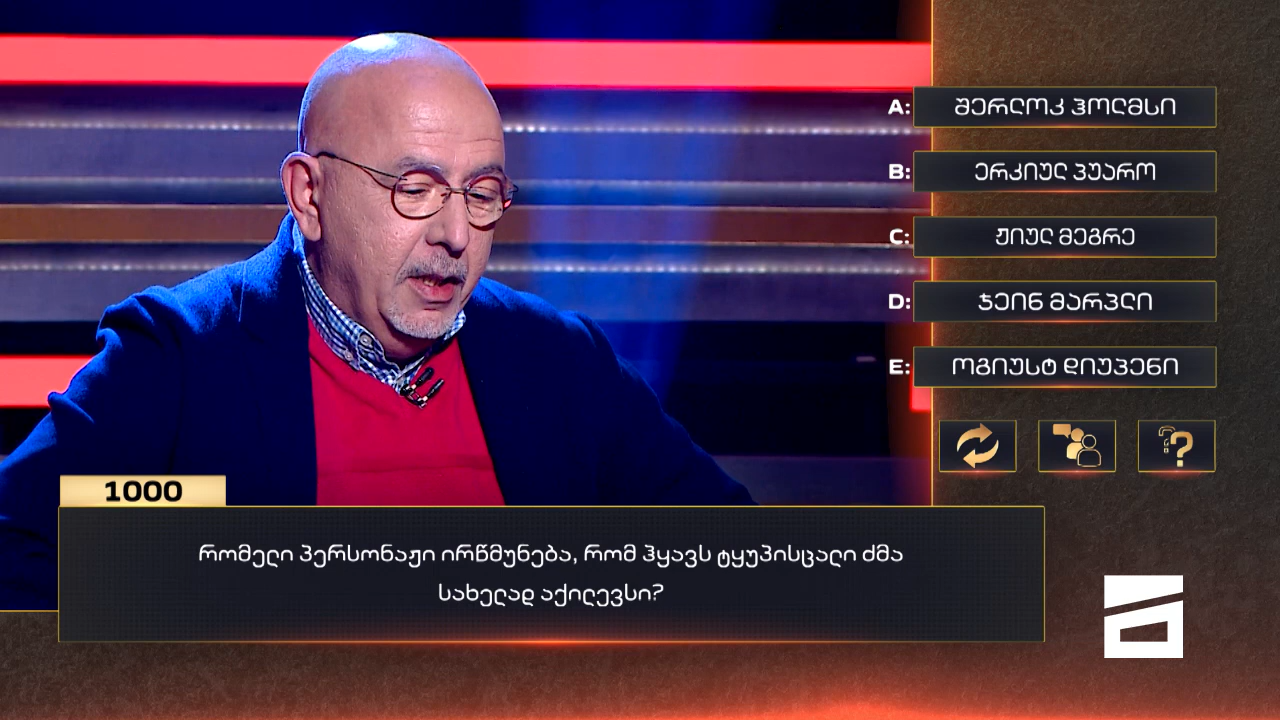 A: შერლოკ ჰოლმსი
B: ერკიულ პუარო
C: ჟიულ მეგრე
D: ჯეინ მარპლი
E: ოგიუსტ დიუპენი
1000
რომელი პერსონაჟი ირწმუნება, რომ ჰყავს ტყუპისცალი ძმა
სახელად აქილევსი?